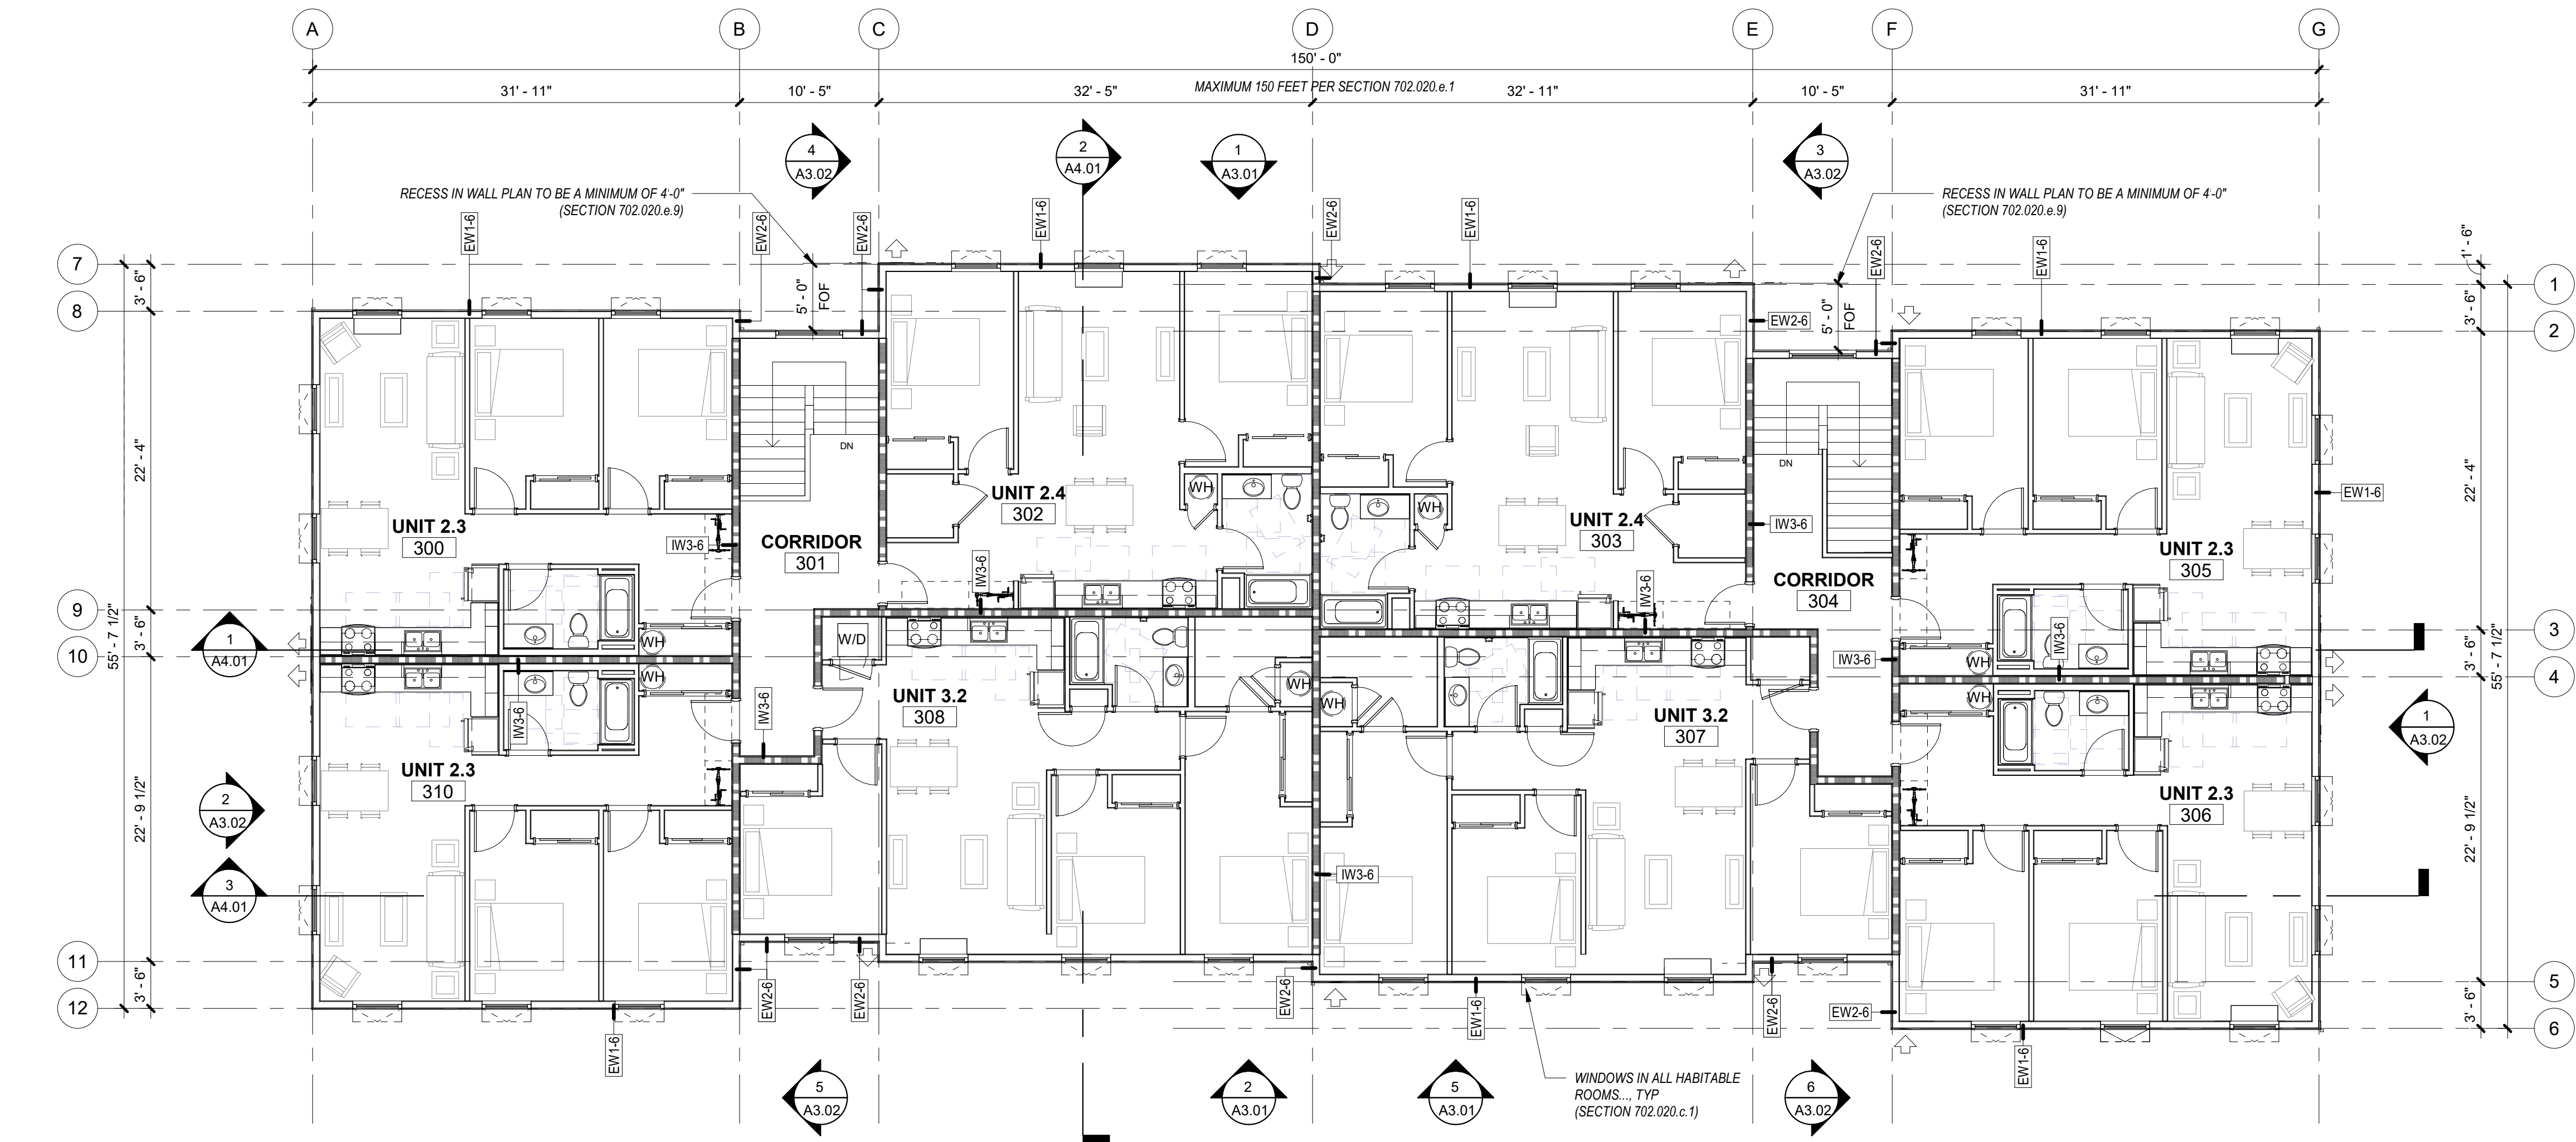 A
B
C
D
E
F
G
150' - 0"
MAXIMUM 150 FEET PER SECTION 702.020.e.1
31' - 11"
10' - 5"
32' - 5"
32' - 11"
10' - 5"
31' - 11"
4
A3.02
2
A4.01
1
A3.01
3
A3.02
RECESS IN WALL PLAN TO BE A MINIMUM OF 4'-0"
(SECTION 702.020.e.9)
RECESS IN WALL PLAN TO BE A MINIMUM OF 4'-0"
(SECTION 702.020.e.9)
EW1-6
EW2-6
EW2-6
EW1-6
EW2-6
EW1-6
EW2-6
EW1-6
7
8
9
10
11
12
3' - 6"
22' - 4"
3' - 6"
22' - 9 1/2"
3' - 6"
55' - 7 1/2"
1
2
3
4
5
6
1' - 6"
3' - 6"
22' - 4"
3' - 6"
22' - 9 1/2"
3' - 6"
55' - 7 1/2"
5' - 0"
FOF
5' - 0"
FOF
EW2-6
EW1-6
DN
DN
UNIT 2.3
300
IW3-6
CORRIDOR
301
UNIT 2.4
302
WH
IW3-6
WH
UNIT 2.4
303
IW3-6
IW3-6
CORRIDOR
304
UNIT 2.3
305
WH
W/D
IW3-6
WH
IW3-6
1
A4.01
WH
IW3-6
UNIT 2.3
310
IW3-6
UNIT 3.2
308
WH
WH
UNIT 3.2
307
WH
UNIT 2.3
306
1
A3.02
2
A3.02
3
A4.01
IW3-6
EW2-6
EW2-6
EW1-6
EW2-6
EW1-6
EW2-6
EW2-6
EW1-6
5
A3.02
2
A3.01
5
A3.01
WINDOWS IN ALL HABITABLE
ROOMS..., TYP
(SECTION 702.020.c.1)
6
A3.02